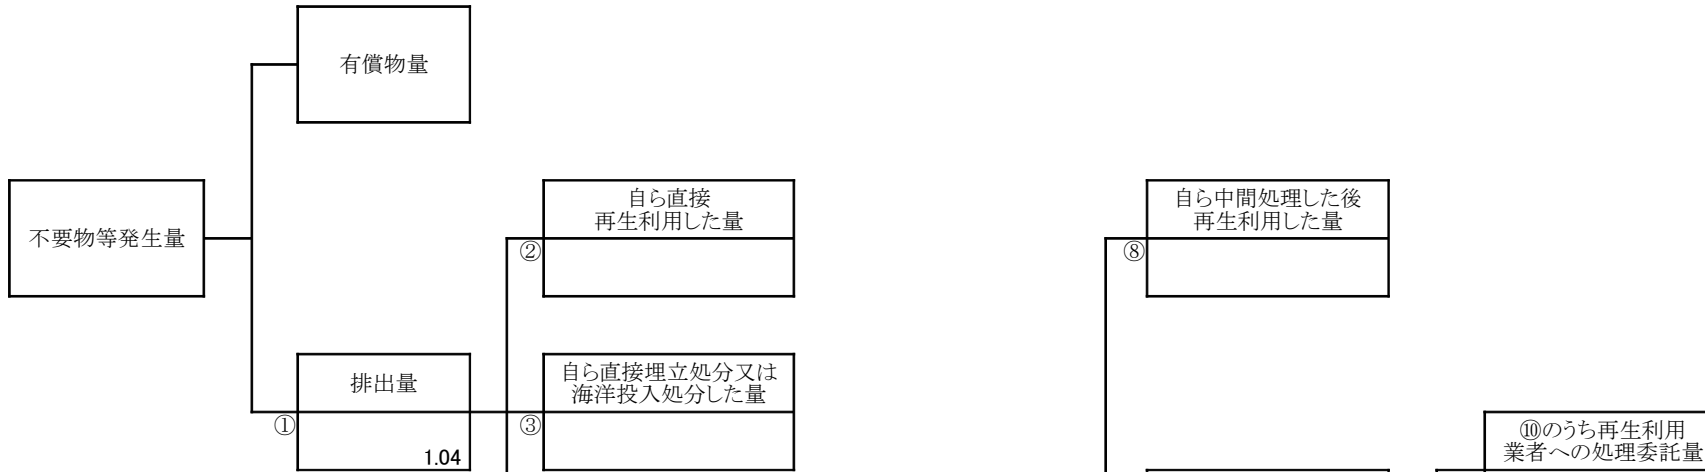 有償物量
不要物等発生量
自ら直接
再生利用した量
②
自ら中間処理した後
再生利用した量
⑧
排出量
①
1.04
自ら直接埋立処分又は
海洋投入処分した量
③
⑩のうち再生利用
業者への処理委託量